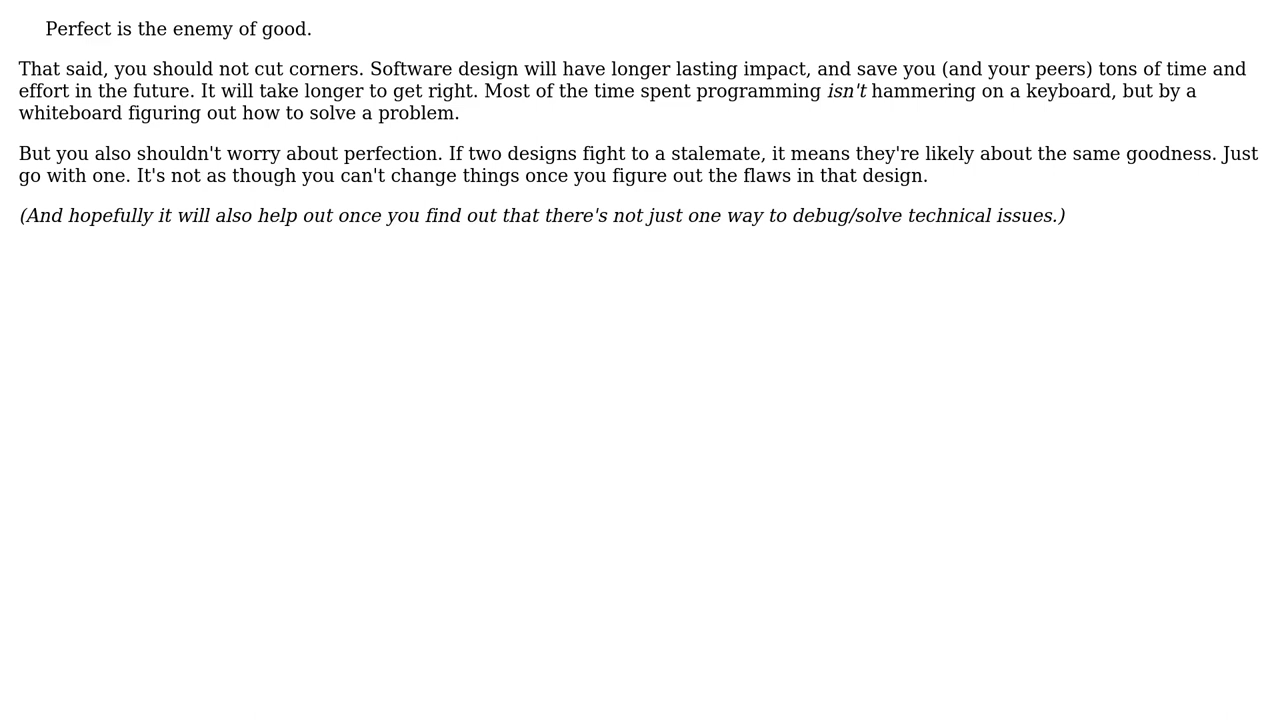 Perfect is the enemy of good.
That said, you should not cut corners. Software design will have longer lasting impact, and save you (and your peers) tons of time and
effort in the future. It will take longer to get right. Most of the time spent programming isn't hammering on a keyboard, but by a
whiteboard figuring out how to solve a problem.
But you also shouldn't worry about perfection. If two designs fight to a stalemate, it means they're likely about the same goodness. Just
go with one. It's not as though you can't change things once you figure out the flaws in that design.
(And hopefully it will also help out once you find out that there's not just one way to debug/solve technical issues.)